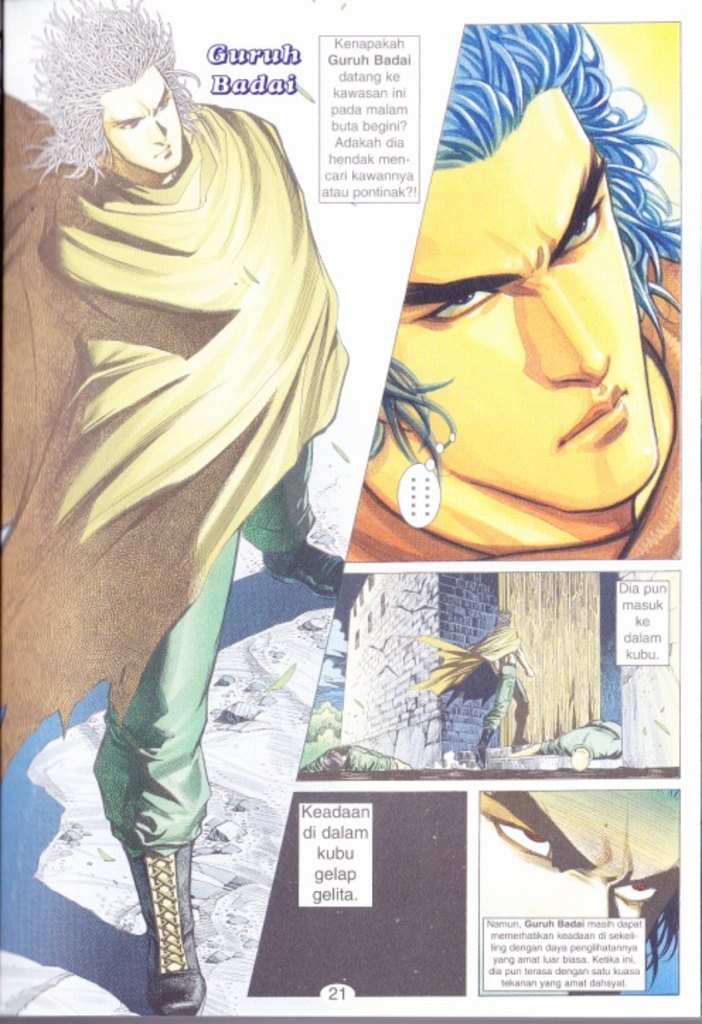 Guruh
Badai
Kenapakah
Guruh Badai
datang ke
kawasan ini
pada malam
buta begini?
Adakah dia
hendak men-
cari kawannya
atau pontinak?!
Dia pun
masuk
ke
dalam
kubu.
Keadaan
di dalam
kubu
gelap
gelita.
Namun, Guruh Badai masih dapat
memerhatikan keadaan di sekeli-
ling dengan daya penglihatannya
yang amat luar biasa. Ketika ini,
dia pun terasa dengan satu kuasa
tekanan yang amat dahsyat.
21